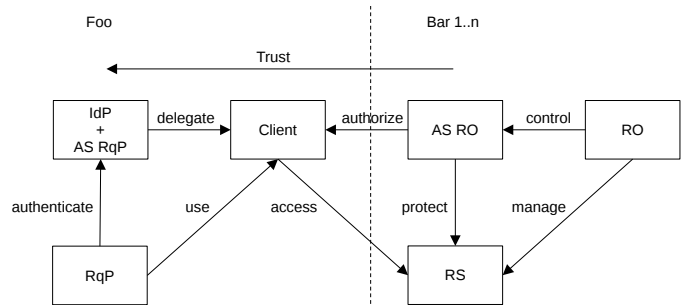 Foo
Bar 1..n
Trust
IdP
+
AS RqP
delegate
Client
authorize
AS RO
control
RO
authenticate
use
access
protect
manage
RqP
RS